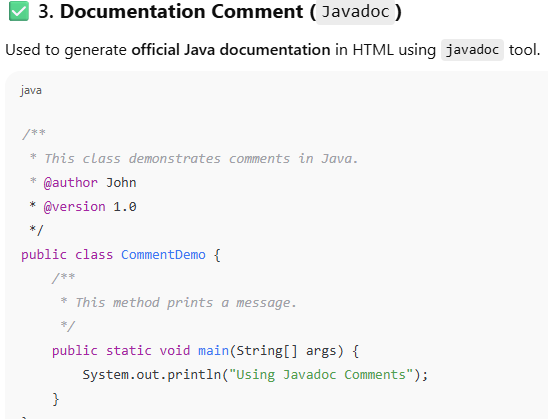 ✅ 3. Documentation Comment (Javadoc)
Used to generate official Java documentation in HTML using javadoc tool.
java
/**
 * This class demonstrates comments in Java.
 * @author John
 * @version 1.0
 */
public class CommentDemo {
    /**
     * This method prints a message.
     */
    public static void main(String[] args) {
        System.out.println("Using Javadoc Comments");
    }